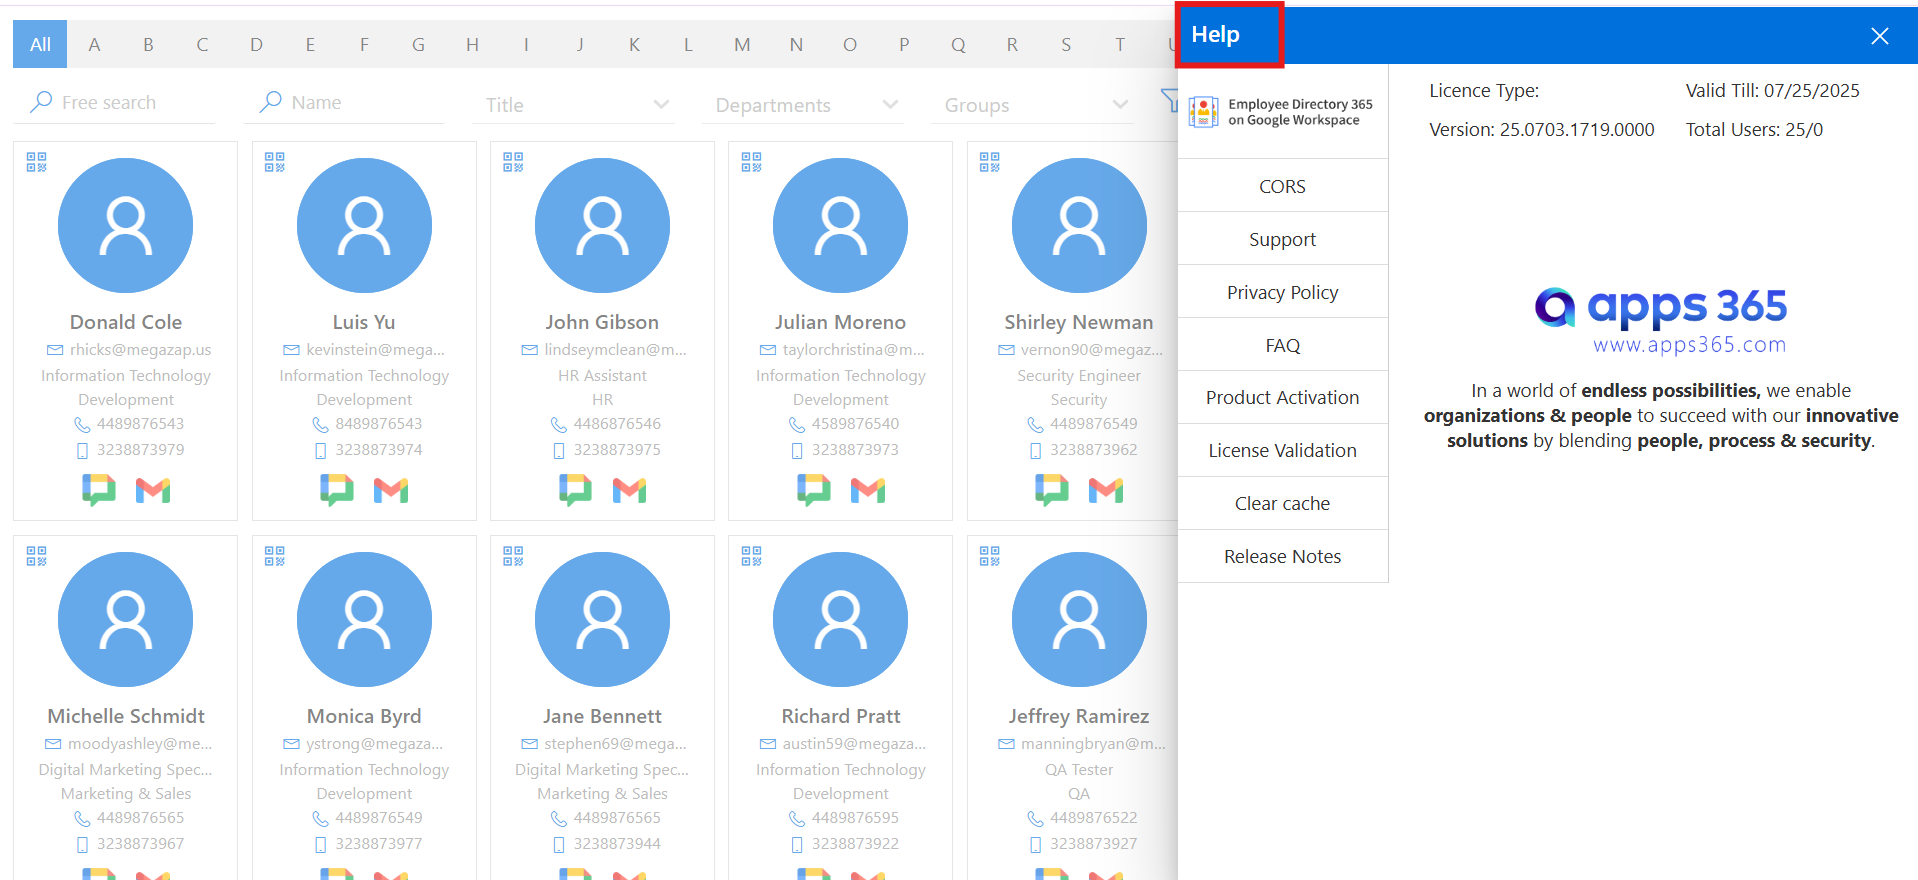 All A B C D E F G H I J K L M N O P Q R S T
Free search Name Title Departments Groups
Donald Cole
rhicks@megazap.us
Information Technology
Development
4489876543
3238873979
Luis Yu
kevinstein@mega...
Information Technology
Development
8489876543
3238873974
John Gibson
lindseymclean@m...
HR Assistant
HR
4486876546
3238873975
Julian Moreno
taylorchristina@m...
Information Technology
Development
4589876540
3238873973
Shirley Newman
vernon90@megaz...
Security Engineer
Security
4489876549
3238873962
Michelle Schmidt
moodyashley@me...
Digital Marketing Spec...
Marketing & Sales
4489876565
3238873967
Monica Byrd
ystrong@megaza...
Information Technology
Development
4489876549
3238873977
Jane Bennett
stephen69@mega...
Digital Marketing Spec...
Marketing & Sales
4489876565
3238873944
Richard Pratt
austin59@megaza...
Information Technology
Development
4489876595
3238873922
Jeffrey Ramirez
manningbryan@m...
QA Tester
QA
4489876522
3238873927
Help
Employee Directory 365
on Google Workspace
CORS
Support
Privacy Policy
FAQ
Product Activation
License Validation
Clear cache
Release Notes
Licence Type: Valid Till: 07/25/2025
Version: 25.0703.1719.0000 Total Users: 25/0
apps 365
www.apps365.com
In a world of endless possibilities, we enable
organizations & people to succeed with our innovative
solutions by blending people, process & security.